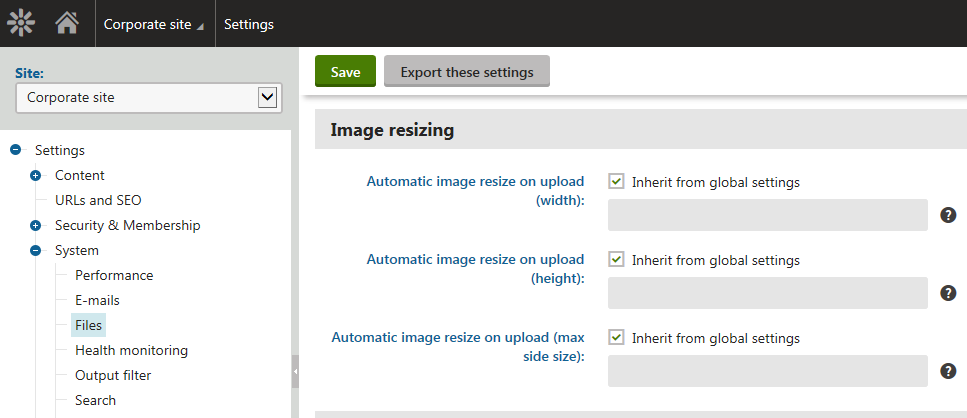 Corporate site
Settings
Site:
Corporate site
Settings
Content
URLs and SEO
Security & Membership
System
Performance
E-mails
Files
Health monitoring
Output filter
Search
Save
Export these settings
Image resizing
Automatic image resize on upload
(width):
Inherit from global settings
?
Automatic image resize on upload
(height):
Inherit from global settings
?
Automatic image resize on upload (max
side size):
Inherit from global settings
?